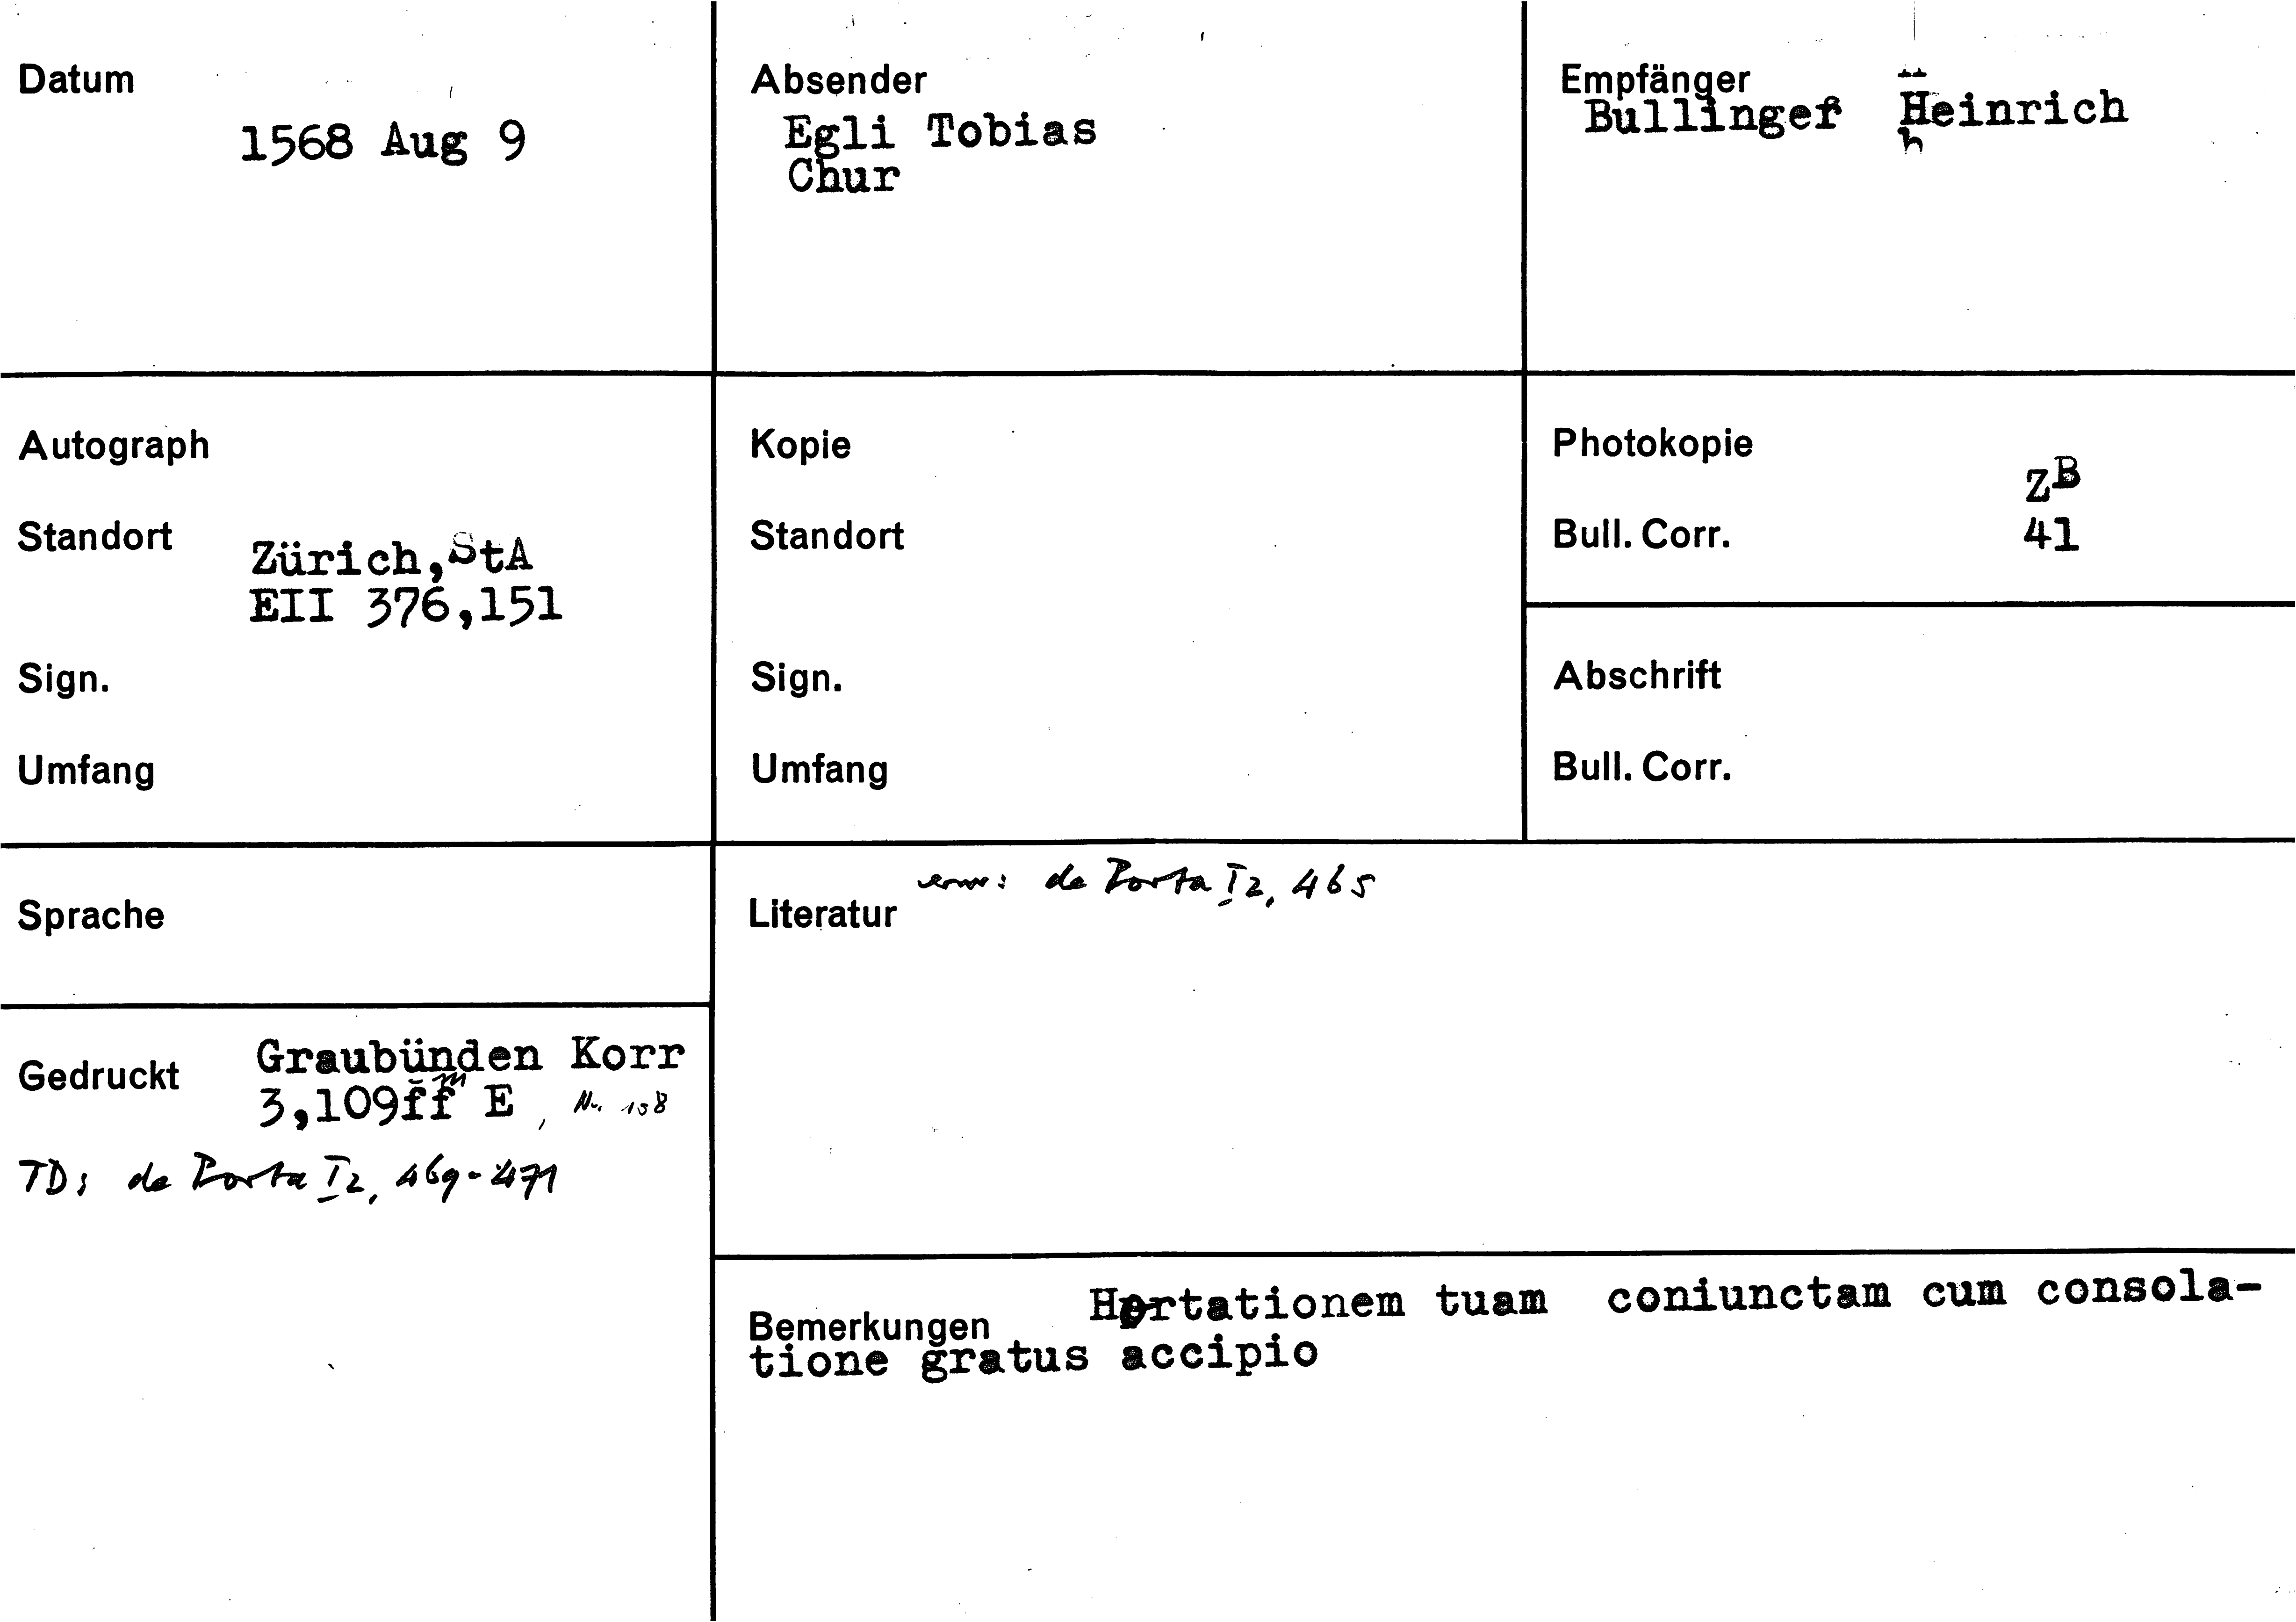 Datum
1568 Aug 9
Absender
Egli Tobias
Chur
Empfänger
Bullinger Heinrich
Autograph
Standort Zürich,StA
EII 376,151
Sign.
Umfang
Kopie
Standort
Sign.
Umfang
Photokopie
ZB
Bull. Corr. 41
Abschrift
Bull. Corr.
Sprache
Gedruckt Graubünden Korr
3,109ff E, Nr. 108
TD: de Porta I2, 469-471
erw: de Porta I2, 465
Literatur
Bemerkungen Hortationem tuam coniunctam cum consola-
tione gratus accipio